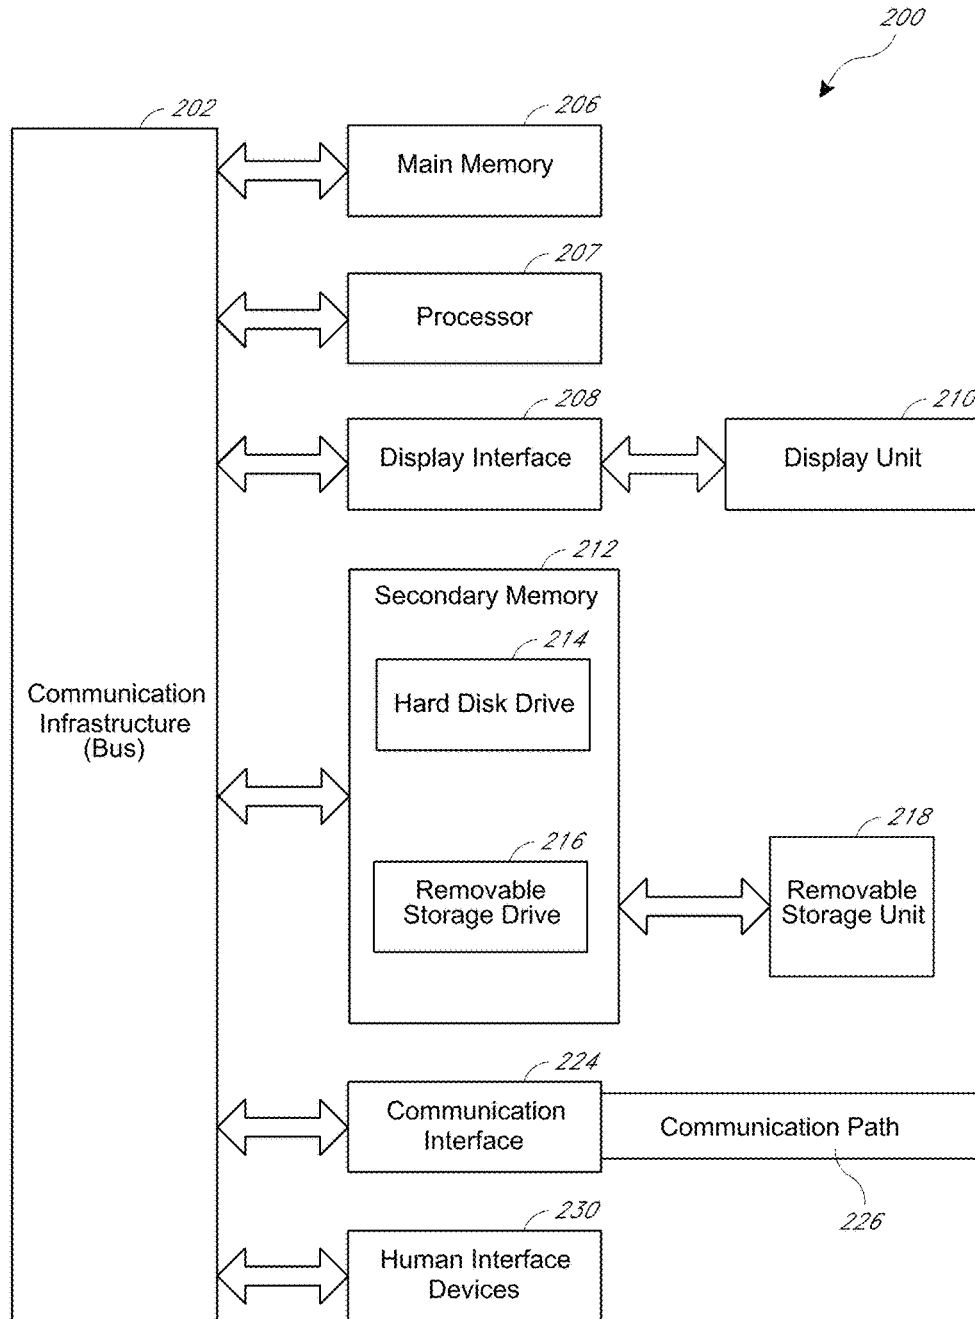 200
202
206
Main Memory
207
Processor
208
Display Interface
210
Display Unit
212
Secondary Memory
214
Hard Disk Drive
Communication
Infrastructure
(Bus)
216
Removable
Storage Drive
218
Removable
Storage Unit
224
Communication
Interface
Communication Path
226
230
Human Interface
Devices